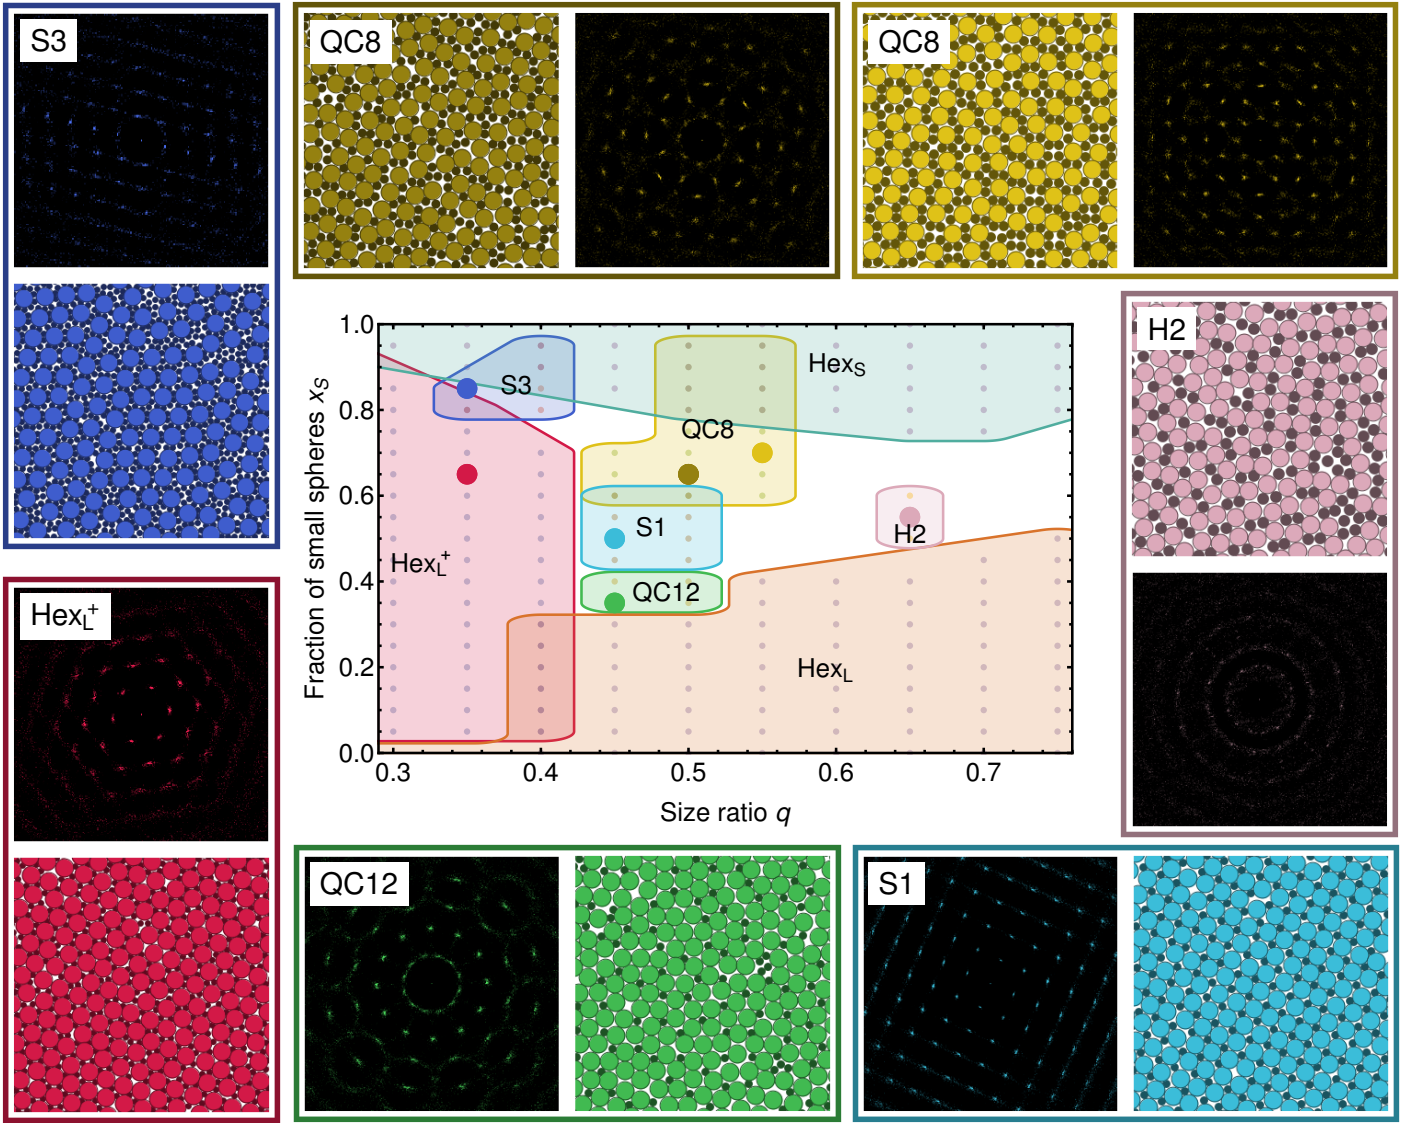 S3
QC8
QC8
H2
Hex_L^+
QC12
S1
Fraction of small spheres x_S
1.0
0.8
0.6
0.4
0.2
0.0
0.3
0.4
0.5
0.6
0.7
Size ratio q
S3
Hex_S
QC8
S1
H2
Hex_L^+
QC12
Hex_L